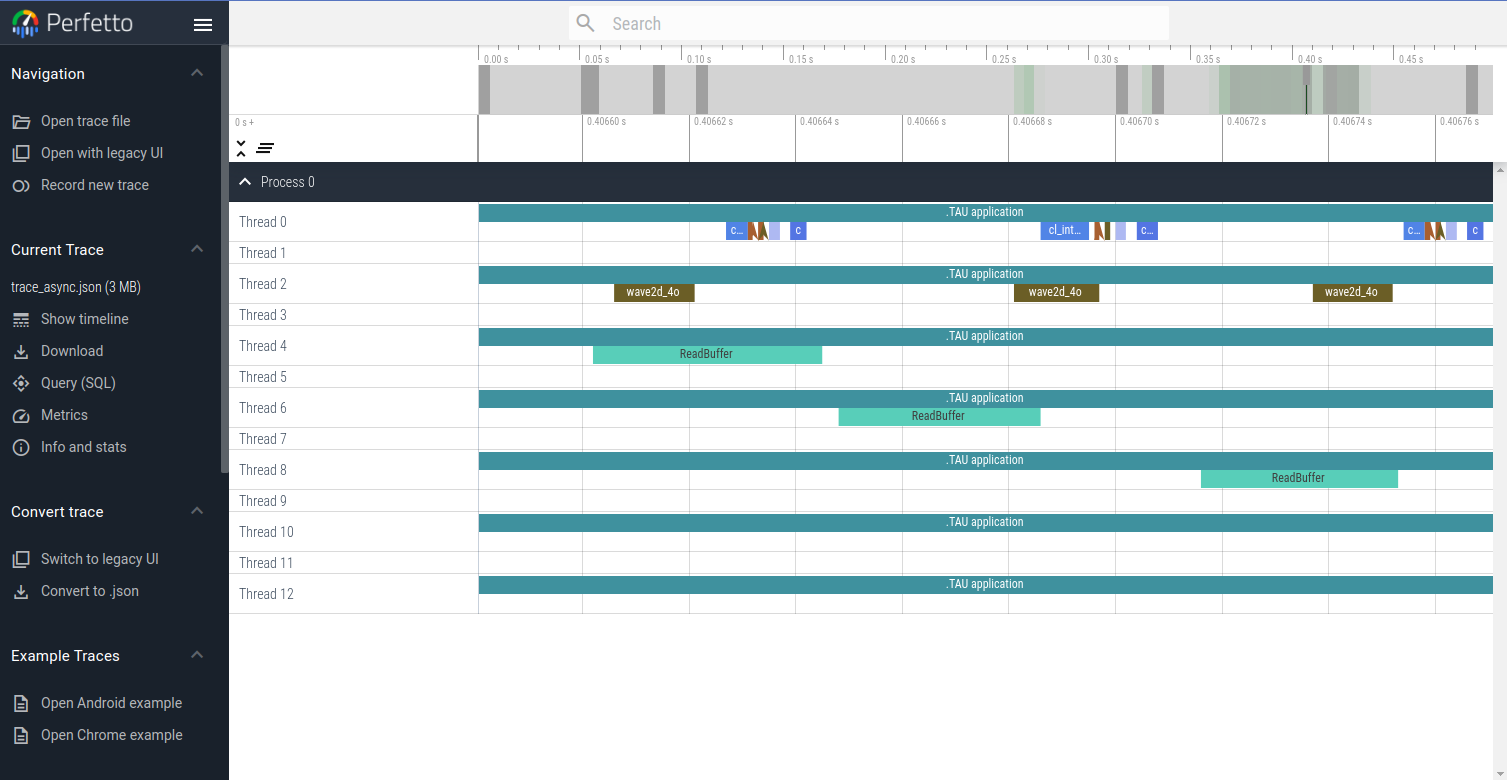 Perfetto
Search
Navigation
Open trace file
Open with legacy UI
Record new trace
Current Trace
trace_async.json (3 MB)
Show timeline
Download
Query (SQL)
Metrics
Info and stats
Convert trace
Switch to legacy UI
Convert to .json
Example Traces
Open Android example
Open Chrome example
0.00 s 0.05 s 0.10 s 0.15 s 0.20 s 0.25 s 0.30 s 0.35 s 0.40 s 0.45 s
0 s + 0.40660 s 0.40662 s 0.40664 s 0.40666 s 0.40668 s 0.40670 s 0.40672 s 0.40674 s 0.40676 s
Process 0
Thread 0 .TAU application
c... c cl_int... c... c... c
Thread 1
Thread 2 .TAU application
wave2d_4o wave2d_4o wave2d_4o
Thread 3
Thread 4 .TAU application
ReadBuffer
Thread 5
Thread 6 .TAU application
ReadBuffer
Thread 7
Thread 8 .TAU application
ReadBuffer
Thread 9
Thread 10 .TAU application
Thread 11
Thread 12 .TAU application